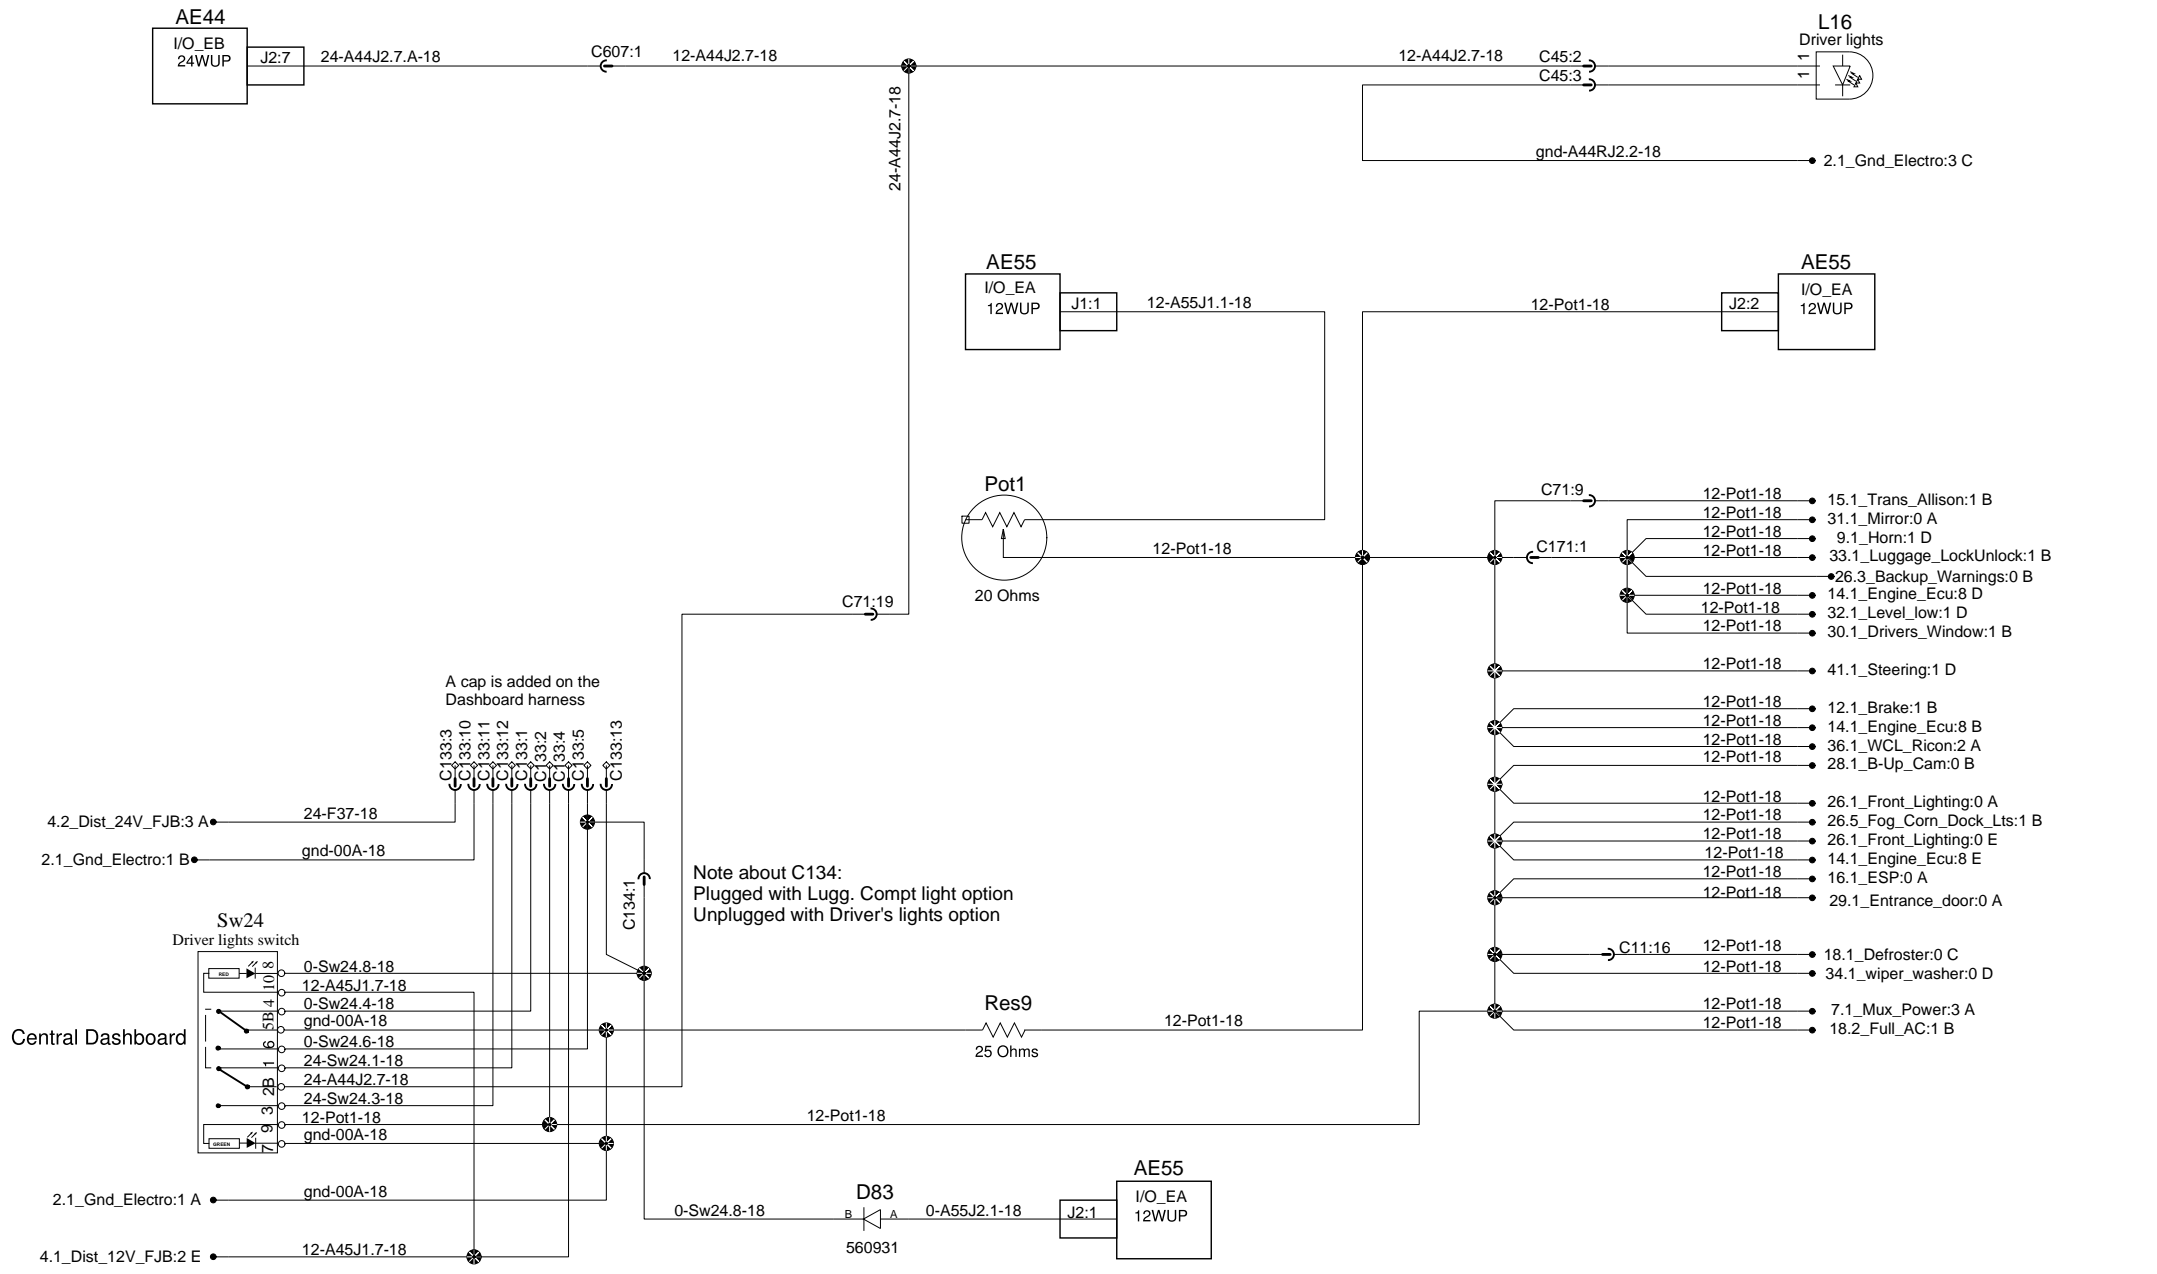 AE44
I/O_EB
24WUP
J2:7
24-A44J2.7.A-18
C607:1
12-A44J2.7-18
12-A44J2.7-18
C45:2
C45:3
1
1
L16
Driver lights
24-A44J2.7-18
gnd-A44RJ2.2-18
2.1_Gnd_Electro:3 C
AE55
I/O_EA
12WUP
J1:1
12-A55J1.1-18
12-Pot1-18
J2:2
AE55
I/O_EA
12WUP
Pot1
20 Ohms
12-Pot1-18
C71:9
12-Pot1-18
15.1_Trans_Allison:1 B
12-Pot1-18
31.1_Mirror:0 A
12-Pot1-18
9.1_Horn:1 D
C171:1
12-Pot1-18
33.1_Luggage_LockUnlock:1 B
26.3_Backup_Warnings:0 B
12-Pot1-18
14.1_Engine_Ecu:8 D
12-Pot1-18
32.1_Level_low:1 D
12-Pot1-18
30.1_Drivers_Window:1 B
C71:19
12-Pot1-18
41.1_Steering:1 D
12-Pot1-18
12.1_Brake:1 B
12-Pot1-18
14.1_Engine_Ecu:8 B
12-Pot1-18
36.1_WCL_Ricon:2 A
12-Pot1-18
28.1_B-Up_Cam:0 B
12-Pot1-18
26.1_Front_Lighting:0 A
12-Pot1-18
26.5_Fog_Corn_Dock_Lts:1 B
12-Pot1-18
26.1_Front_Lighting:0 E
12-Pot1-18
14.1_Engine_Ecu:8 E
12-Pot1-18
16.1_ESP:0 A
12-Pot1-18
29.1_Entrance_door:0 A
C11:16
12-Pot1-18
18.1_Defroster:0 C
12-Pot1-18
34.1_wiper_washer:0 D
12-Pot1-18
7.1_Mux_Power:3 A
12-Pot1-18
18.2_Full_AC:1 B
A cap is added on the
Dashboard harness
C133:3
C133:10
C133:11
C133:12
C133:1
C133:2
C133:4
C133:5
C133:13
4.2_Dist_24V_FJB:3 A
24-F37-18
2.1_Gnd_Electro:1 B
gnd-00A-18
C134:1
Note about C134:
Plugged with Lugg. Compt light option
Unplugged with Driver's lights option
Sw24
Driver lights switch
Central Dashboard
RED
8
0-Sw24.8-18
10
12-A45J1.7-18
4
0-Sw24.4-18
5B
gnd-00A-18
6
0-Sw24.6-18
1
24-Sw24.1-18
2B
24-A44J2.7-18
3
24-Sw24.3-18
9
12-Pot1-18
GREEN
7
gnd-00A-18
Res9
25 Ohms
12-Pot1-18
12-Pot1-18
2.1_Gnd_Electro:1 A
gnd-00A-18
4.1_Dist_12V_FJB:2 E
12-A45J1.7-18
0-Sw24.8-18
D83
B
A
560931
0-A55J2.1-18
J2:1
AE55
I/O_EA
12WUP